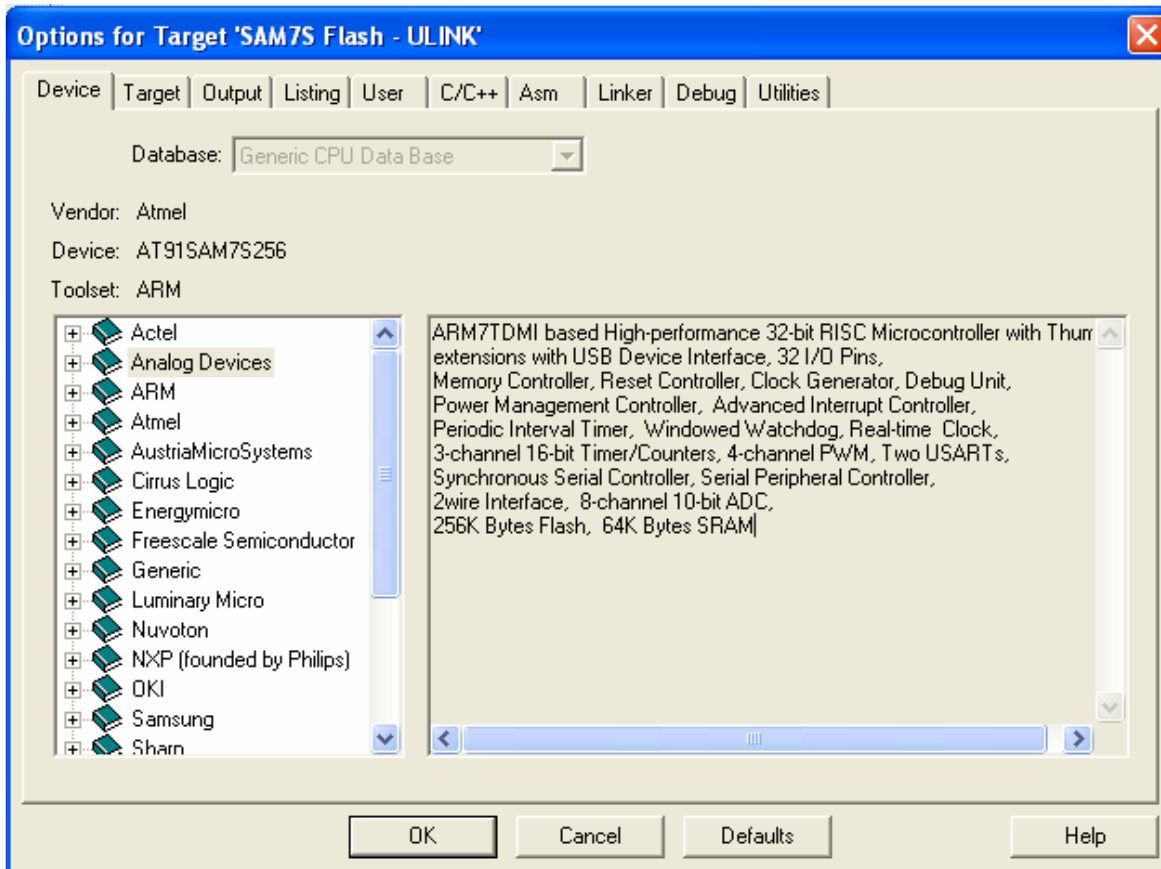 Options for Target 'SAM7S Flash - ULINK'
Device Target Output Listing User C/C++ Asm Linker Debug Utilities
Database: Generic CPU Data Base
Vendor: Atmel
Device: AT91SAM7S256
Toolset: ARM
Actel
Analog Devices
ARM
Atmel
AustriaMicroSystems
Cirrus Logic
Energymicro
Freescale Semiconductor
Generic
Luminary Micro
Nuvoton
NXP (founded by Philips)
OKI
Samsung
Sharp
ARM7TDMI based High-performance 32-bit RISC Microcontroller with Thum
extensions with USB Device Interface, 32 I/O Pins,
Memory Controller, Reset Controller, Clock Generator, Debug Unit,
Power Management Controller, Advanced Interrupt Controller,
Periodic Interval Timer, Windowed Watchdog, Real-time Clock,
3-channel 16-bit Timer/Counters, 4-channel PWM, Two USARTs,
Synchronous Serial Controller, Serial Peripheral Controller,
2wire Interface, 8-channel 10-bit ADC,
256K Bytes Flash, 64K Bytes SRAM
OK Cancel Defaults Help